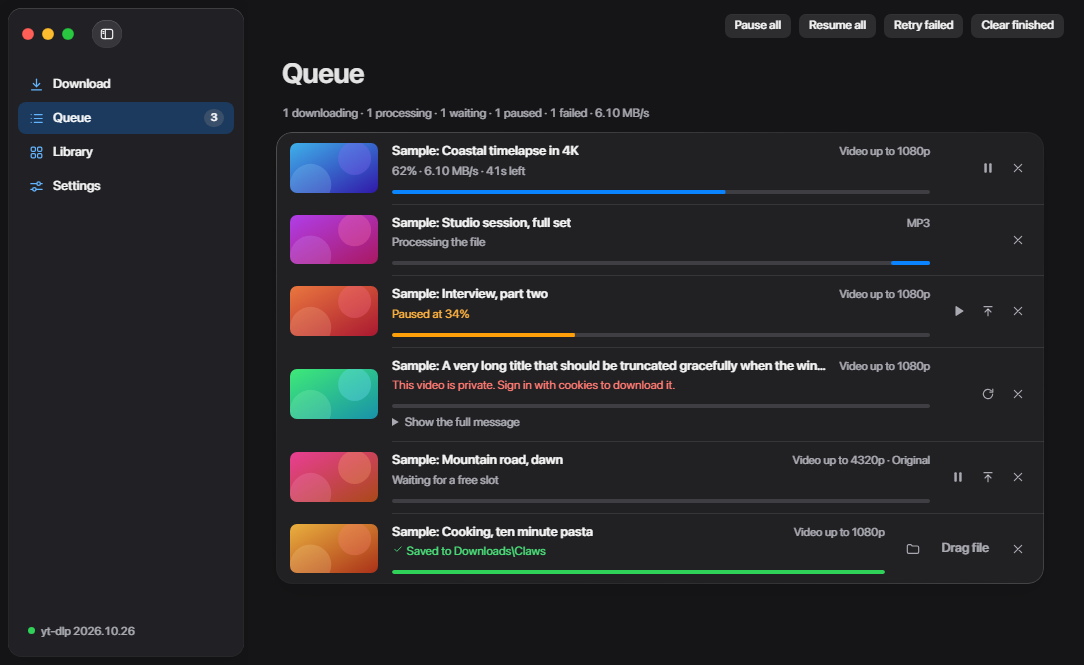 Pause all
Resume all
Retry failed
Clear finished
Download
Queue 3
Library
Settings
yt-dlp 2026.10.26
Queue
1 downloading · 1 processing · 1 waiting · 1 paused · 1 failed · 6.10 MB/s
Sample: Coastal timelapse in 4K
Video up to 1080p
62% · 6.10 MB/s · 41s left
Sample: Studio session, full set
MP3
Processing the file
Sample: Interview, part two
Video up to 1080p
Paused at 34%
Sample: A very long title that should be truncated gracefully when the win...
Video up to 1080p
This video is private. Sign in with cookies to download it.
Show the full message
Sample: Mountain road, dawn
Video up to 4320p · Original
Waiting for a free slot
Sample: Cooking, ten minute pasta
Video up to 1080p
Saved to Downloads\Claws
Drag file